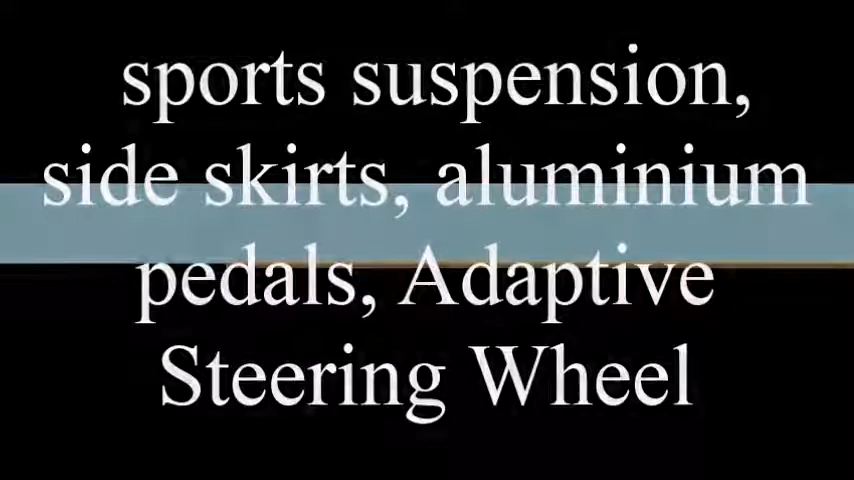 sports suspension,
side skirts, aluminium
pedals, Adaptive
Steering Wheel